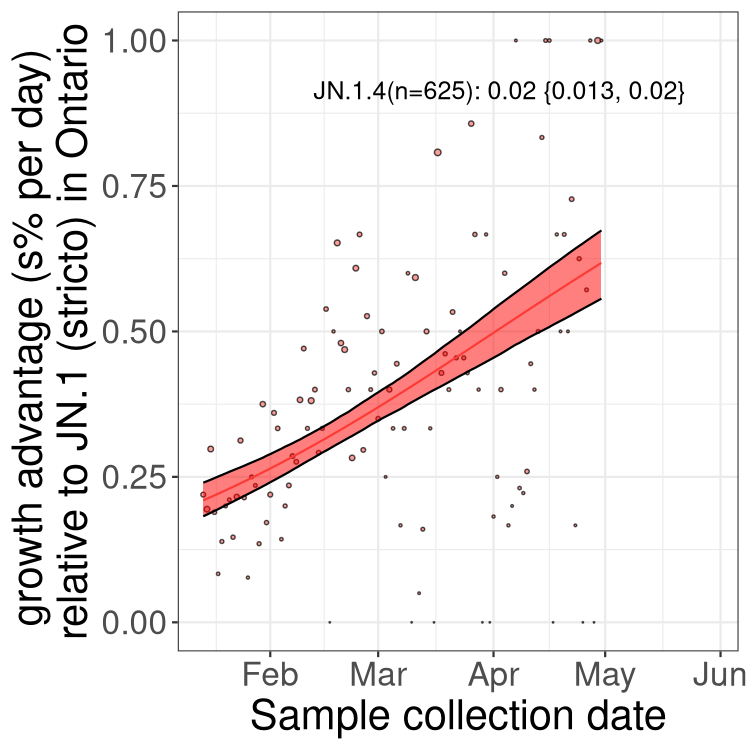 growth advantage (s% per day)
relative to JN.1 (stricto) in Ontario
1.00
0.75
0.50
0.25
0.00
JN.1.4(n=625): 0.02 {0.013, 0.02}
Feb Mar Apr May Jun
Sample collection date